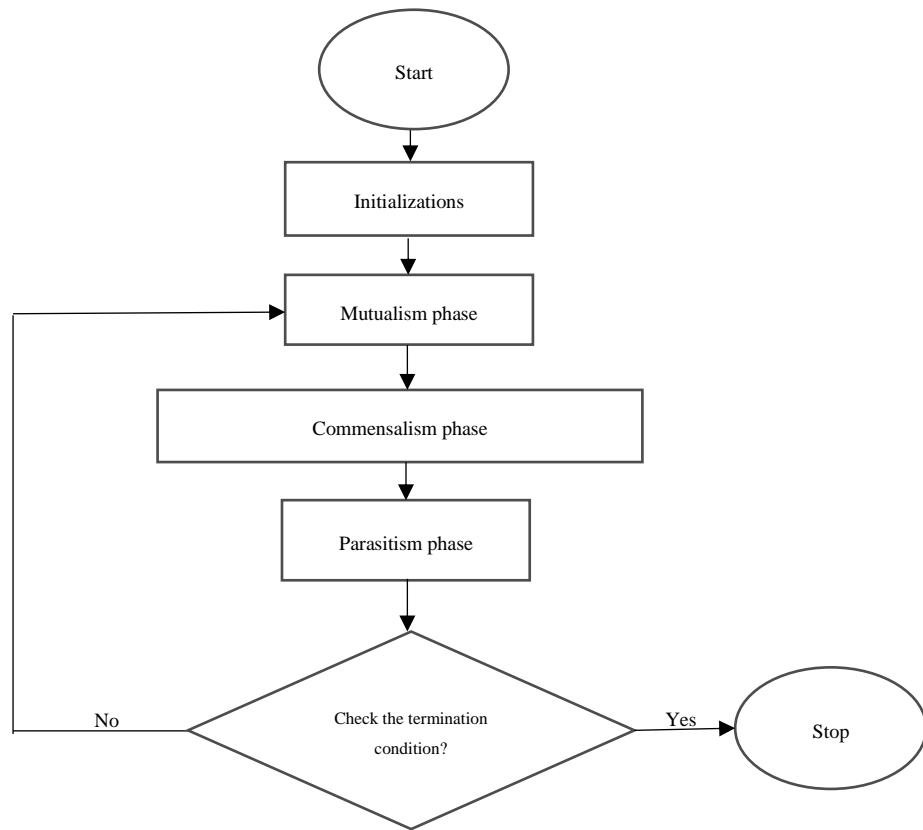 Start
Initializations
Mutualism phase
Commensalism phase
Parasitism phase
Check the termination
condition?
No
Yes
Stop